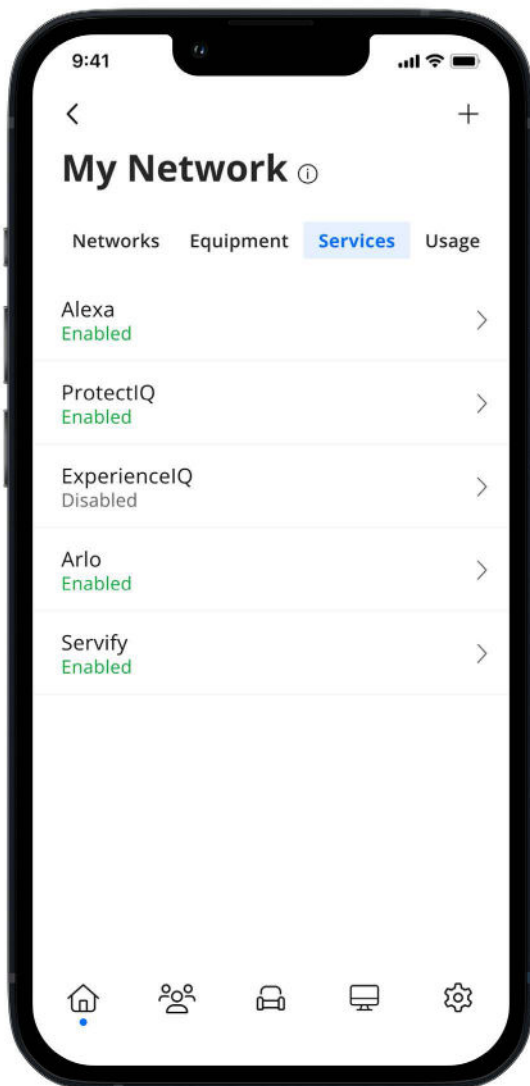 9:41
My Network
Networks Equipment Services Usage
Alexa
Enabled
ProtectIQ
Enabled
ExperienceIQ
Disabled
Arlo
Enabled
Servify
Enabled